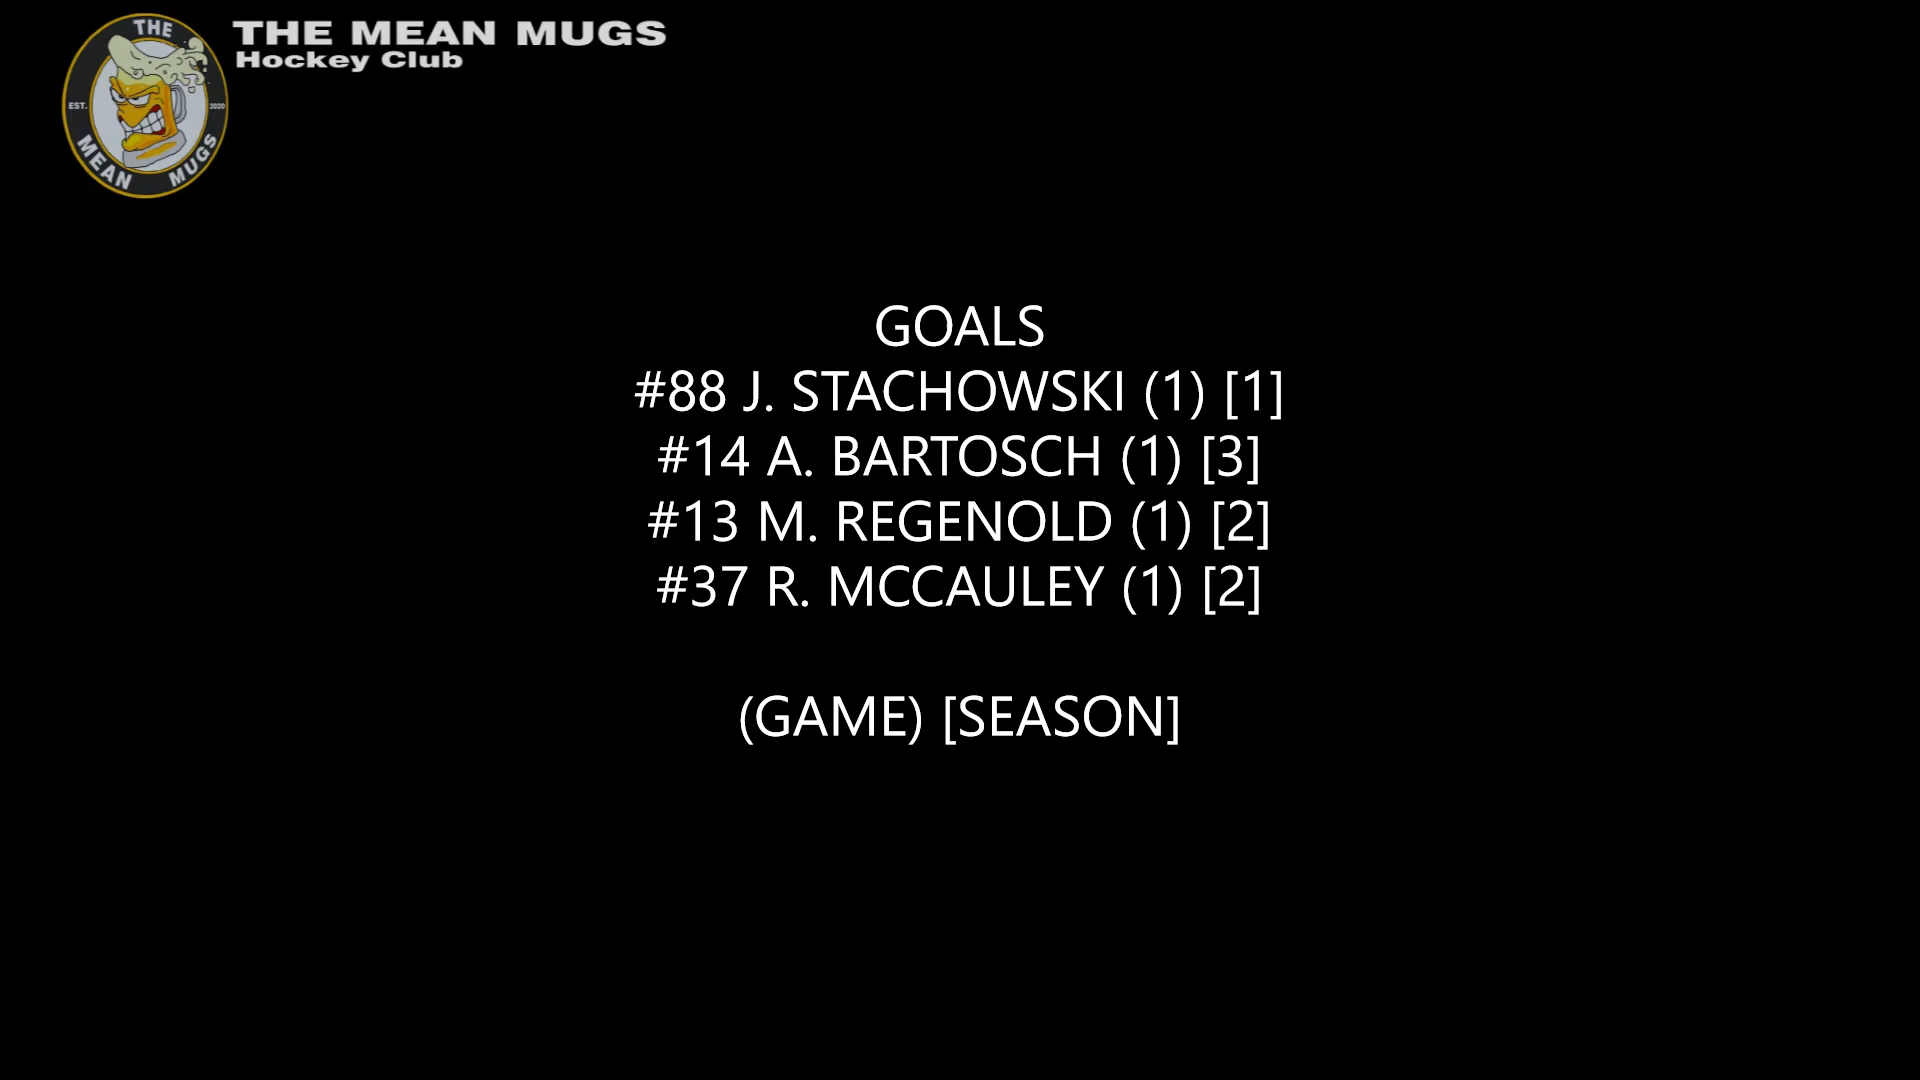 THE
EST.
2020
MEAN MUGS
THE MEAN MUGS
Hockey Club
GOALS
#88 J. STACHOWSKI (1) [1]
#14 A. BARTOSCH (1) [3]
#13 M. REGENOLD (1) [2]
#37 R. MCCAULEY (1) [2]
(GAME) [SEASON]